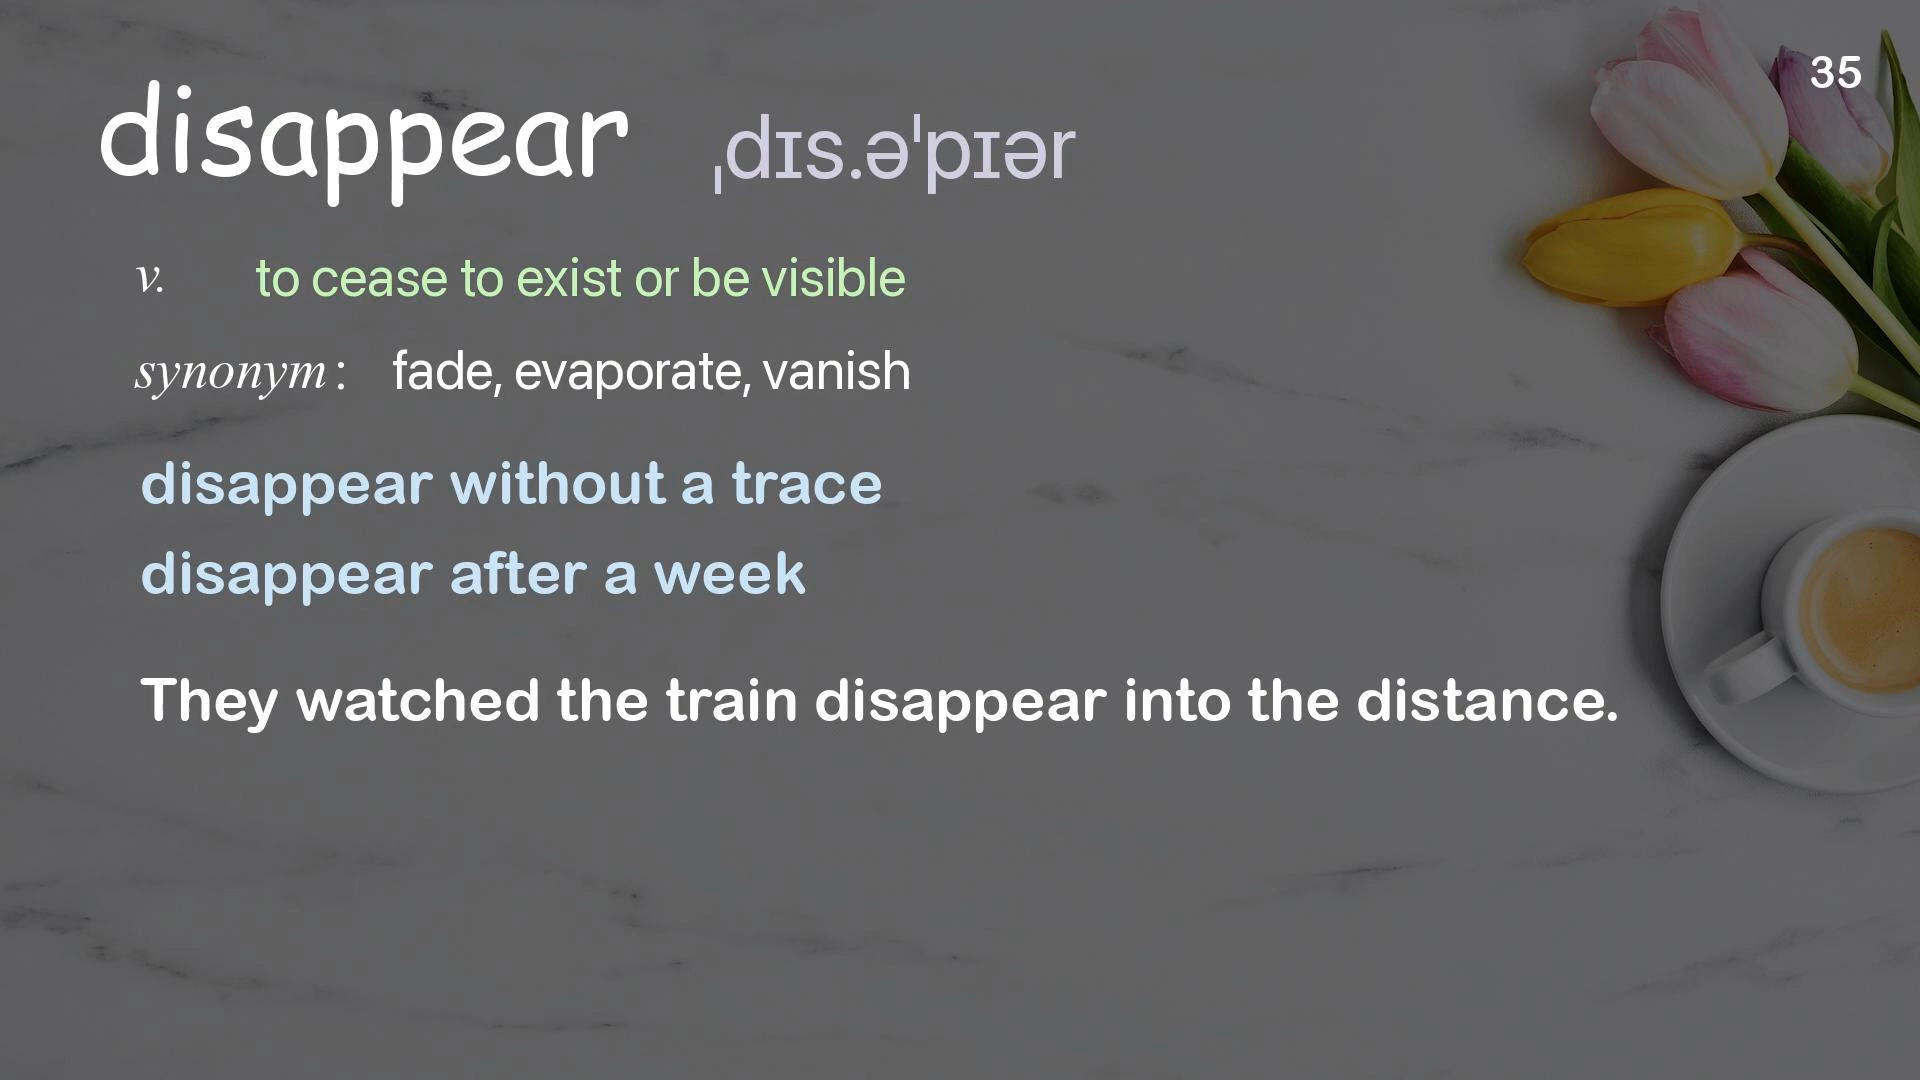 35
disappear ˌdɪs.əˈpɪər
v. to cease to exist or be visible
synonym : fade, evaporate, vanish
disappear without a trace
disappear after a week
They watched the train disappear into the distance.